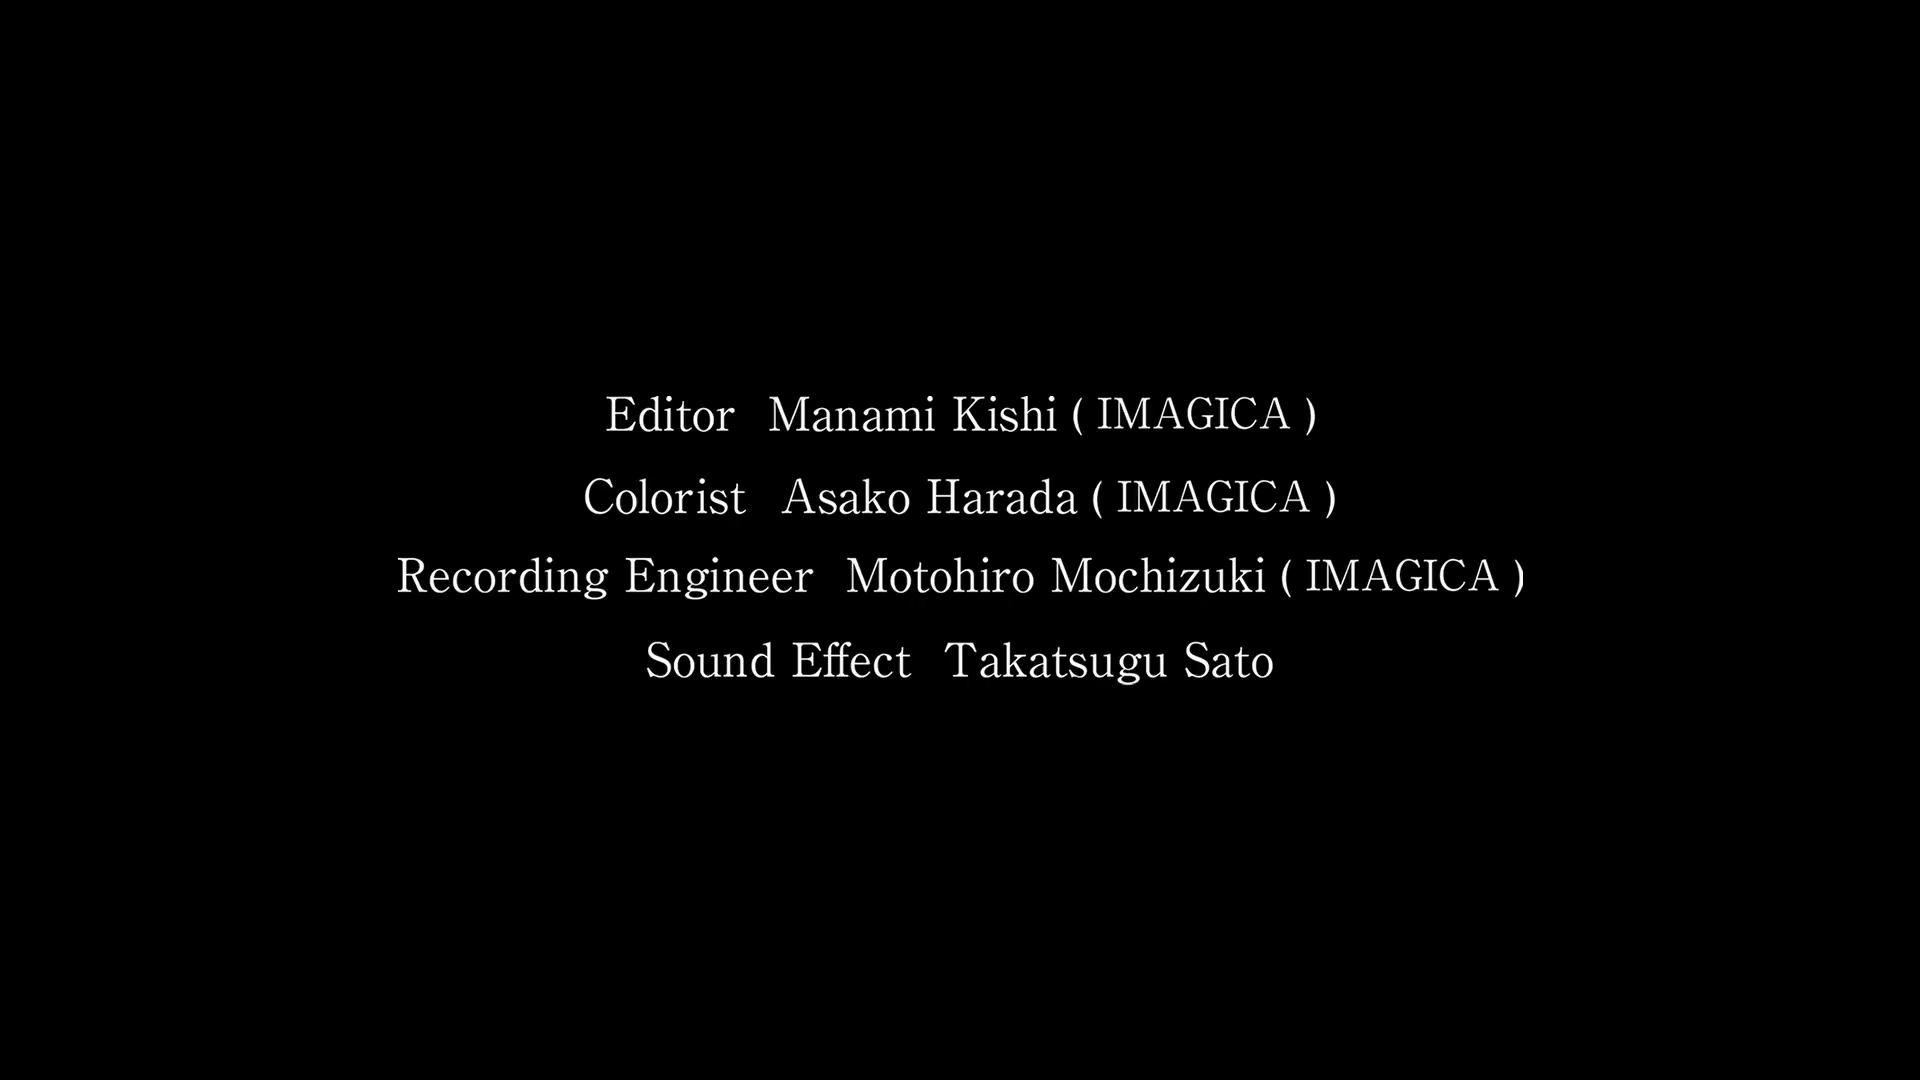 Editor Manami Kishi ( IMAGICA )
Colorist Asako Harada ( IMAGICA )
Recording Engineer Motohiro Mochizuki ( IMAGICA )
Sound Effect Takatsugu Sato